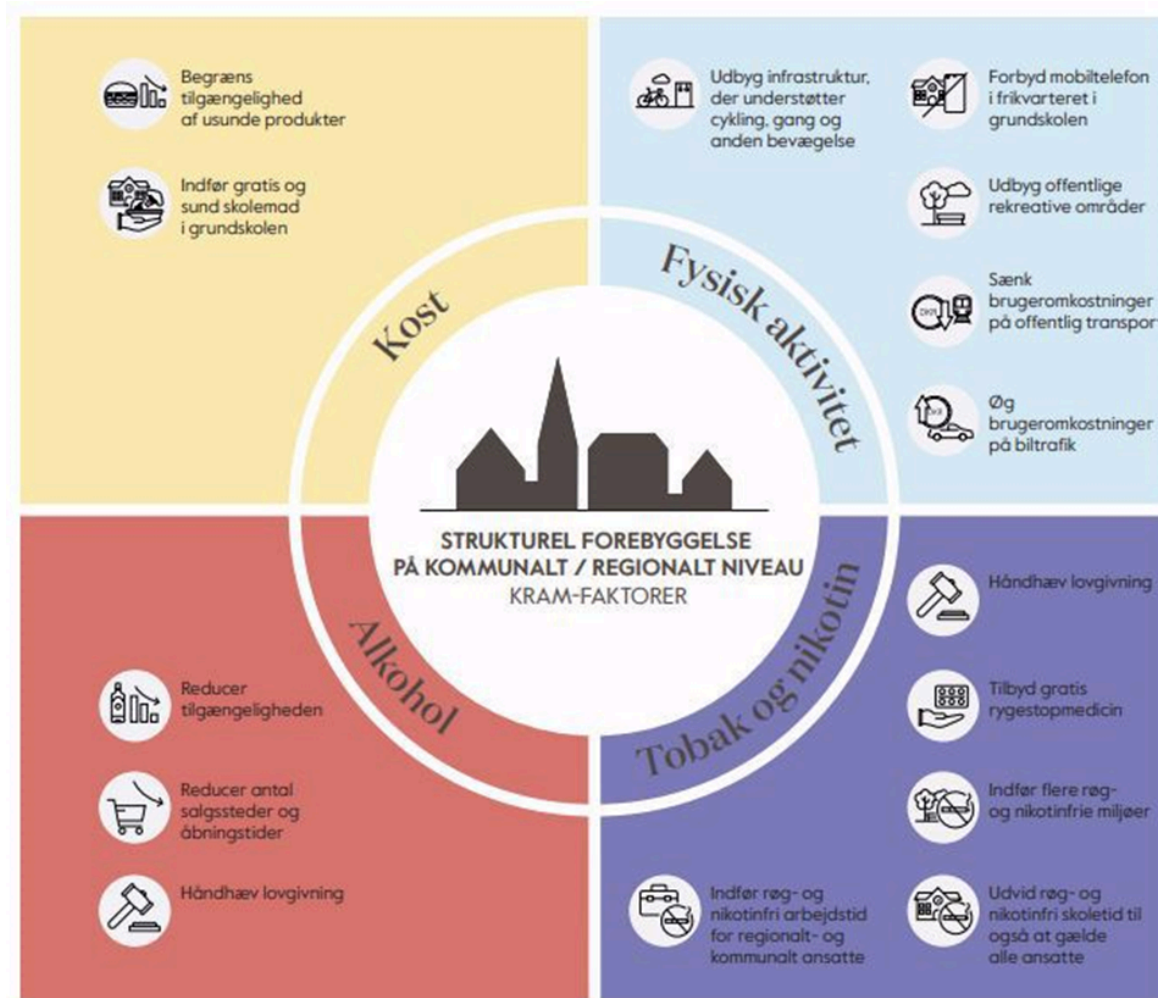 Begræns
tilgængelighed
af usunde produkter
Indfør gratis og
sund skolemad
i grundskolen
Udbyg infrastruktur,
der understøtter
cykling, gang og
anden bevægelse
Forbyd mobiltelefon
i frikvarteret i
grundskolen
Udbyg offentlige
rekreative områder
Sænk
brugeromkostninger
på offentlig transport
Øg
brugeromkostninger
på biltrafik
Kost
Fysisk aktivitet
STRUKTUREL FOREBYGGELSE
PÅ KOMMUNALT / REGIONALT NIVEAU
KRAM-FAKTORER
Alkohol
Tobak og nikotin
Reducer
tilgængeligheden
Reducer antal
salgssteder og
åbningstider
Håndhæv lovgivning
Håndhæv lovgivning
Tilbyd gratis
rygestopmedicin
Indfør flere røg-
og nikotinfrie miljøer
Indfør røg- og
nikotinfri arbejdstid
for regionalt- og
kommunalt ansatte
Udvid røg- og
nikotinfri skoletid til
også at gælde
alle ansatte